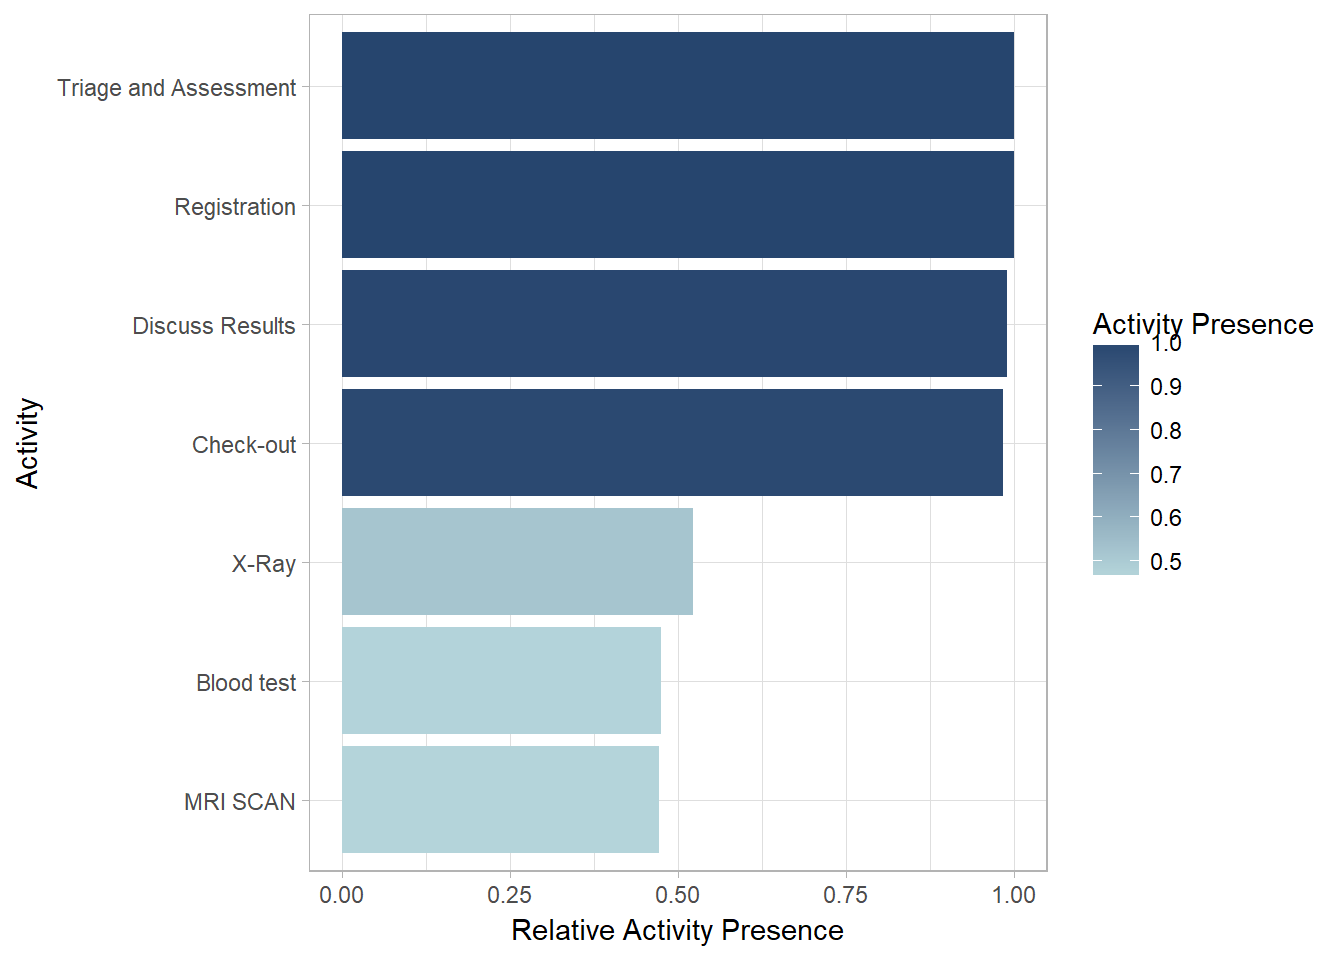 Triage and Assessment
Registration
Discuss Results
Check-out
X-Ray
Blood test
MRI SCAN
Activity
0.00 0.25 0.50 0.75 1.00
Relative Activity Presence
Activity Presence
1.0
0.9
0.8
0.7
0.6
0.5